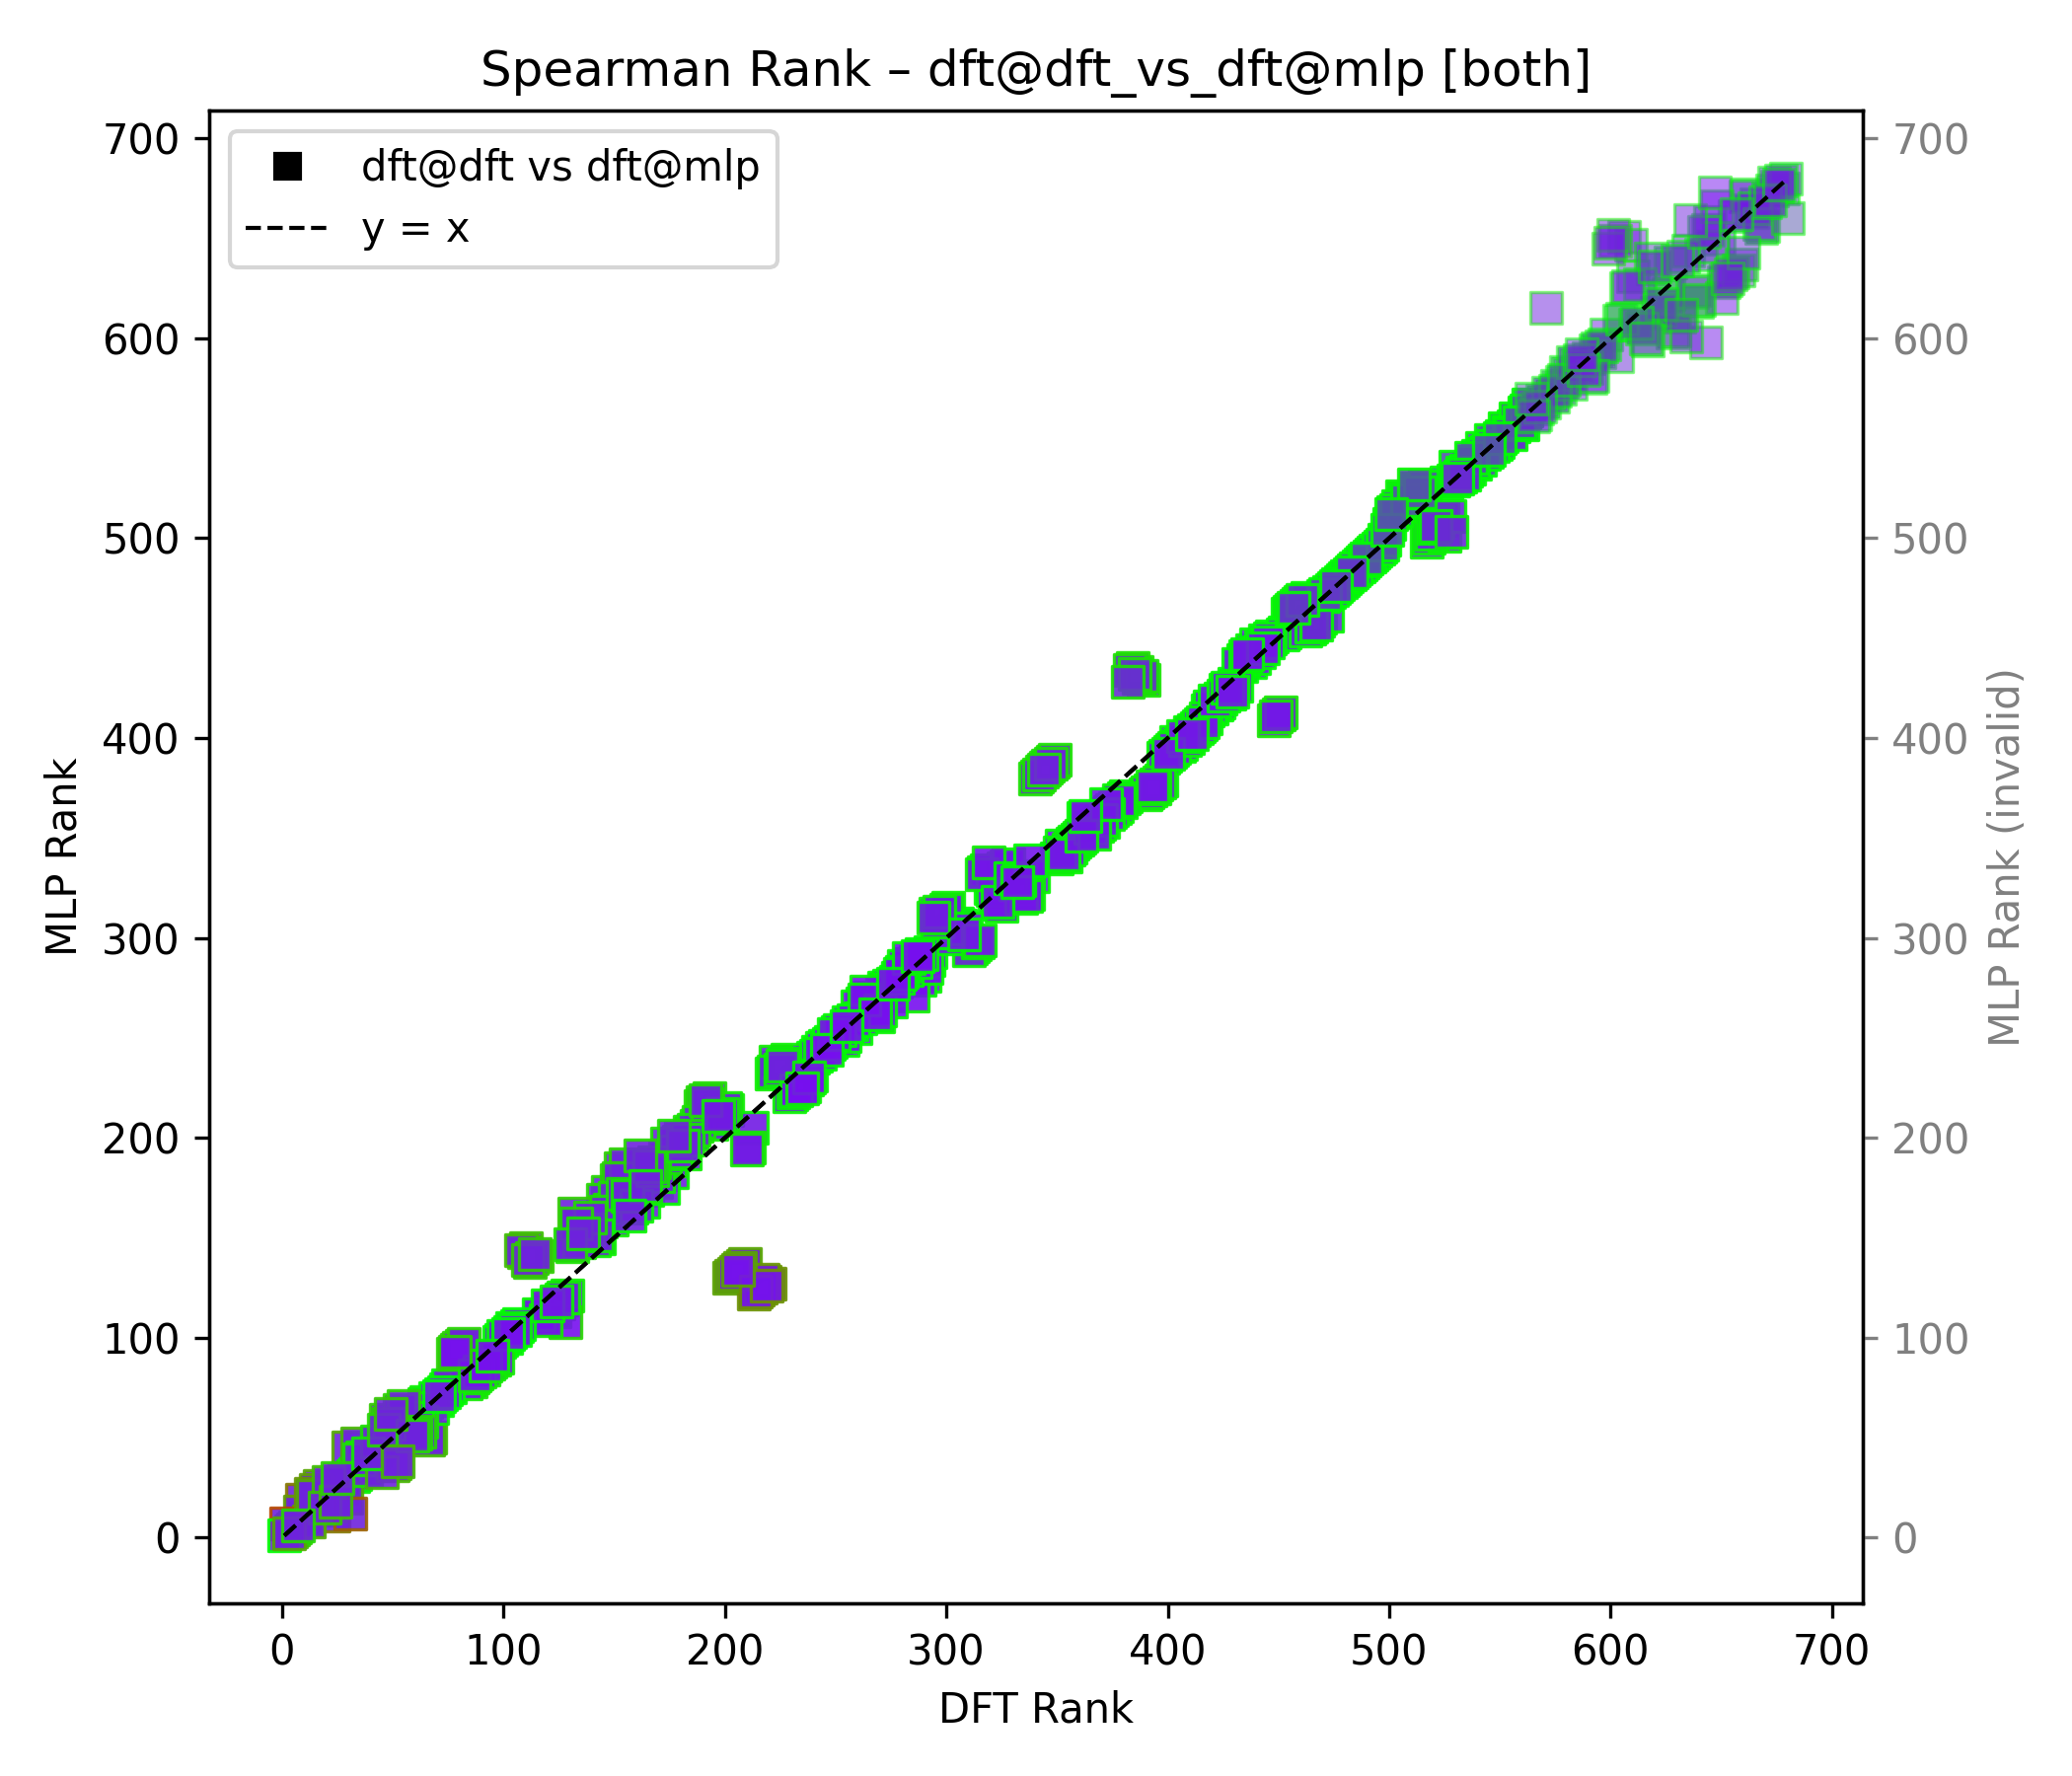 Spearman Rank – dft@dft_vs_dft@mlp [both]
dft@dft vs dft@mlp
y = x
MLP Rank
700
600
500
400
300
200
100
0
0 100 200 300 400 500 600 700
DFT Rank
700
600
500
400
300
200
100
0
MLP Rank (invalid)